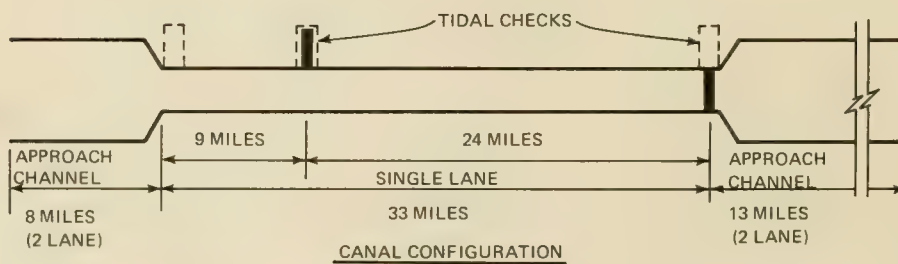 TIDAL CHECKS
9 MILES
24 MILES
APPROACH
CHANNEL
SINGLE LANE
APPROACH
CHANNEL
8 MILES
(2 LANE)
33 MILES
13 MILES
(2 LANE)
CANAL CONFIGURATION